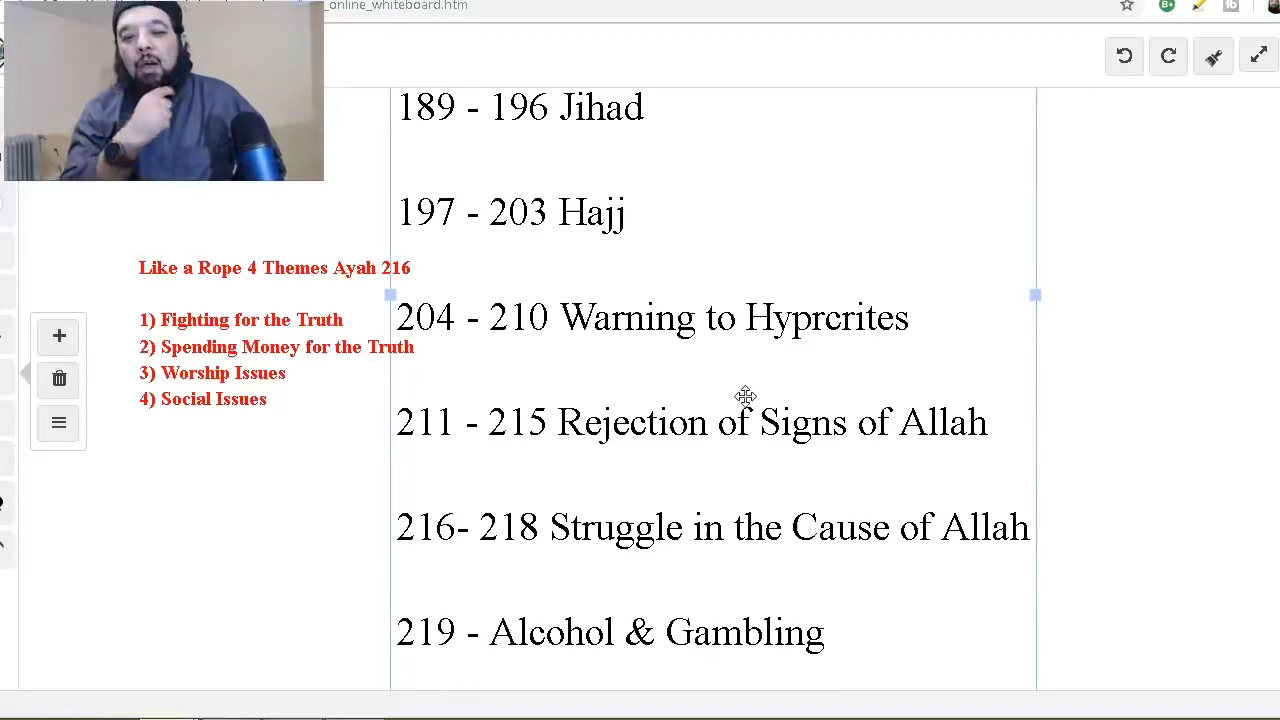 _online_whiteboard.htm
189 - 196 Jihad
197 - 203 Hajj
Like a Rope 4 Themes Ayah 216
1) Fighting for the Truth
2) Spending Money for the Truth
3) Worship Issues
4) Social Issues
204 - 210 Warning to Hyprcrites
211 - 215 Rejection of Signs of Allah
216- 218 Struggle in the Cause of Allah
219 - Alcohol & Gambling